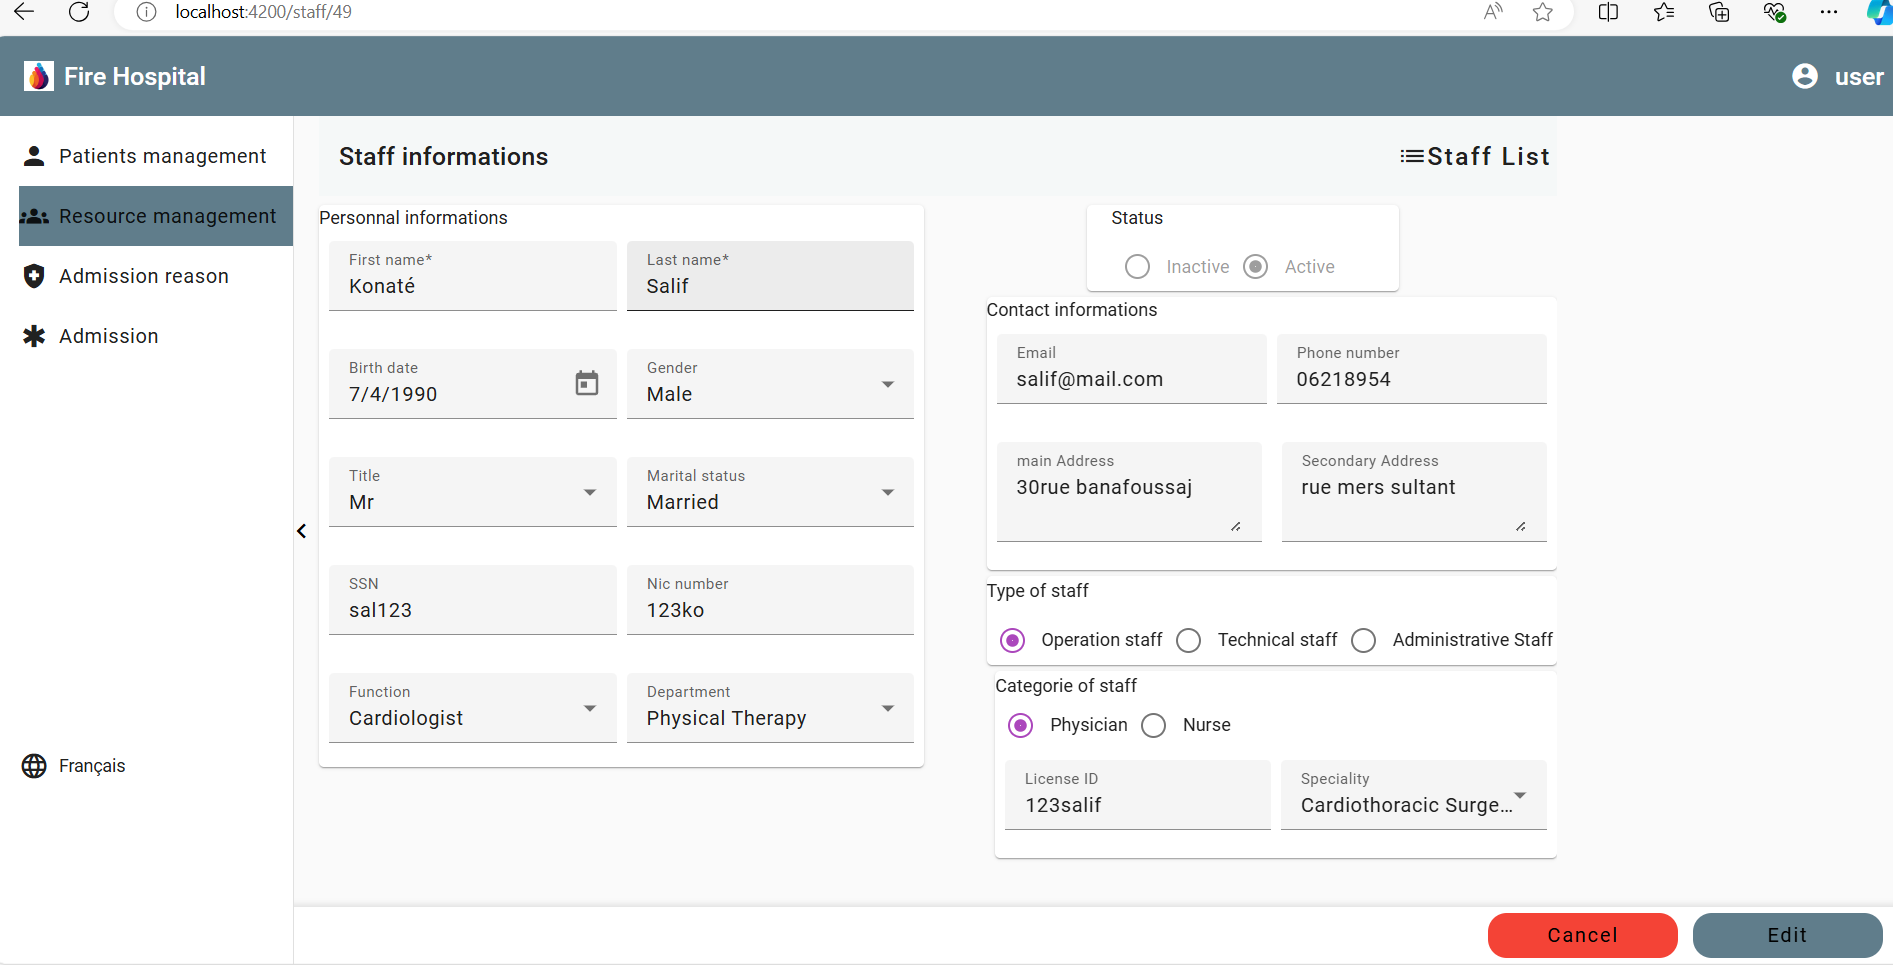 localhost:4200/staff/49
Fire Hospital
user
Patients management
Resource management
Admission reason
Admission
Français
Staff informations
Staff List
Personnal informations
First name*
Konaté
Last name*
Salif
Birth date
7/4/1990
Gender
Male
Title
Mr
Marital status
Married
SSN
sal123
Nic number
123ko
Function
Cardiologist
Department
Physical Therapy
Status
Inactive Active
Contact informations
Email
salif@mail.com
Phone number
06218954
main Address
30rue banafoussaj
Secondary Address
rue mers sultant
Type of staff
Operation staff Technical staff Administrative Staff
Categorie of staff
Physician Nurse
License ID
123salif
Speciality
Cardiothoracic Surge...
Cancel Edit